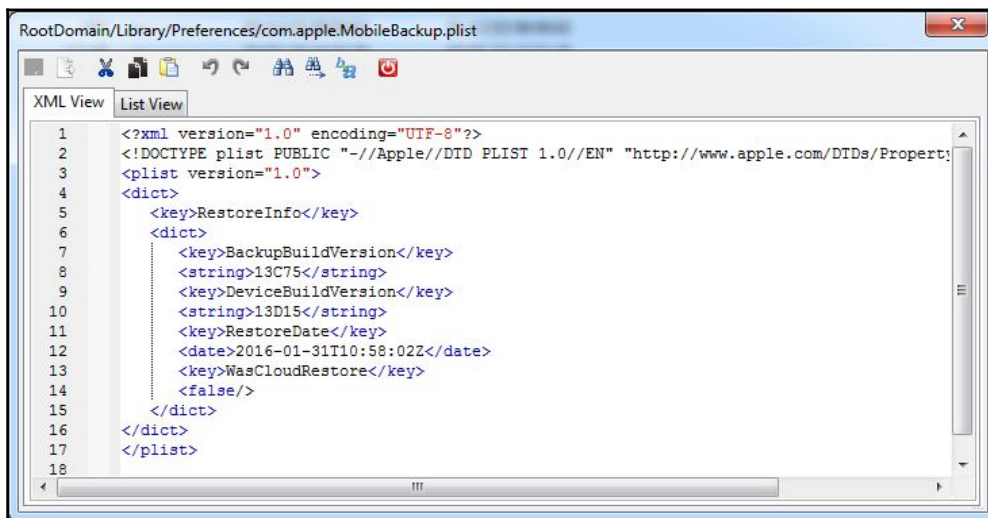 RootDomain/Library/Preferences/com.apple.MobileBackup.plist
XML View List View
1 <?xml version="1.0" encoding="UTF-8"?>
2 <!DOCTYPE plist PUBLIC "-//Apple//DTD PLIST 1.0//EN" "http://www.apple.com/DTDs/Property
3 <plist version="1.0">
4 <dict>
5 <key>RestoreInfo</key>
6 <dict>
7 <key>BackupBuildVersion</key>
8 <string>13C75</string>
9 <key>DeviceBuildVersion</key>
10 <string>13D15</string>
11 <key>RestoreDate</key>
12 <date>2016-01-31T10:58:02Z</date>
13 <key>WasCloudRestore</key>
14 <false/>
15 </dict>
16 </dict>
17 </plist>
18